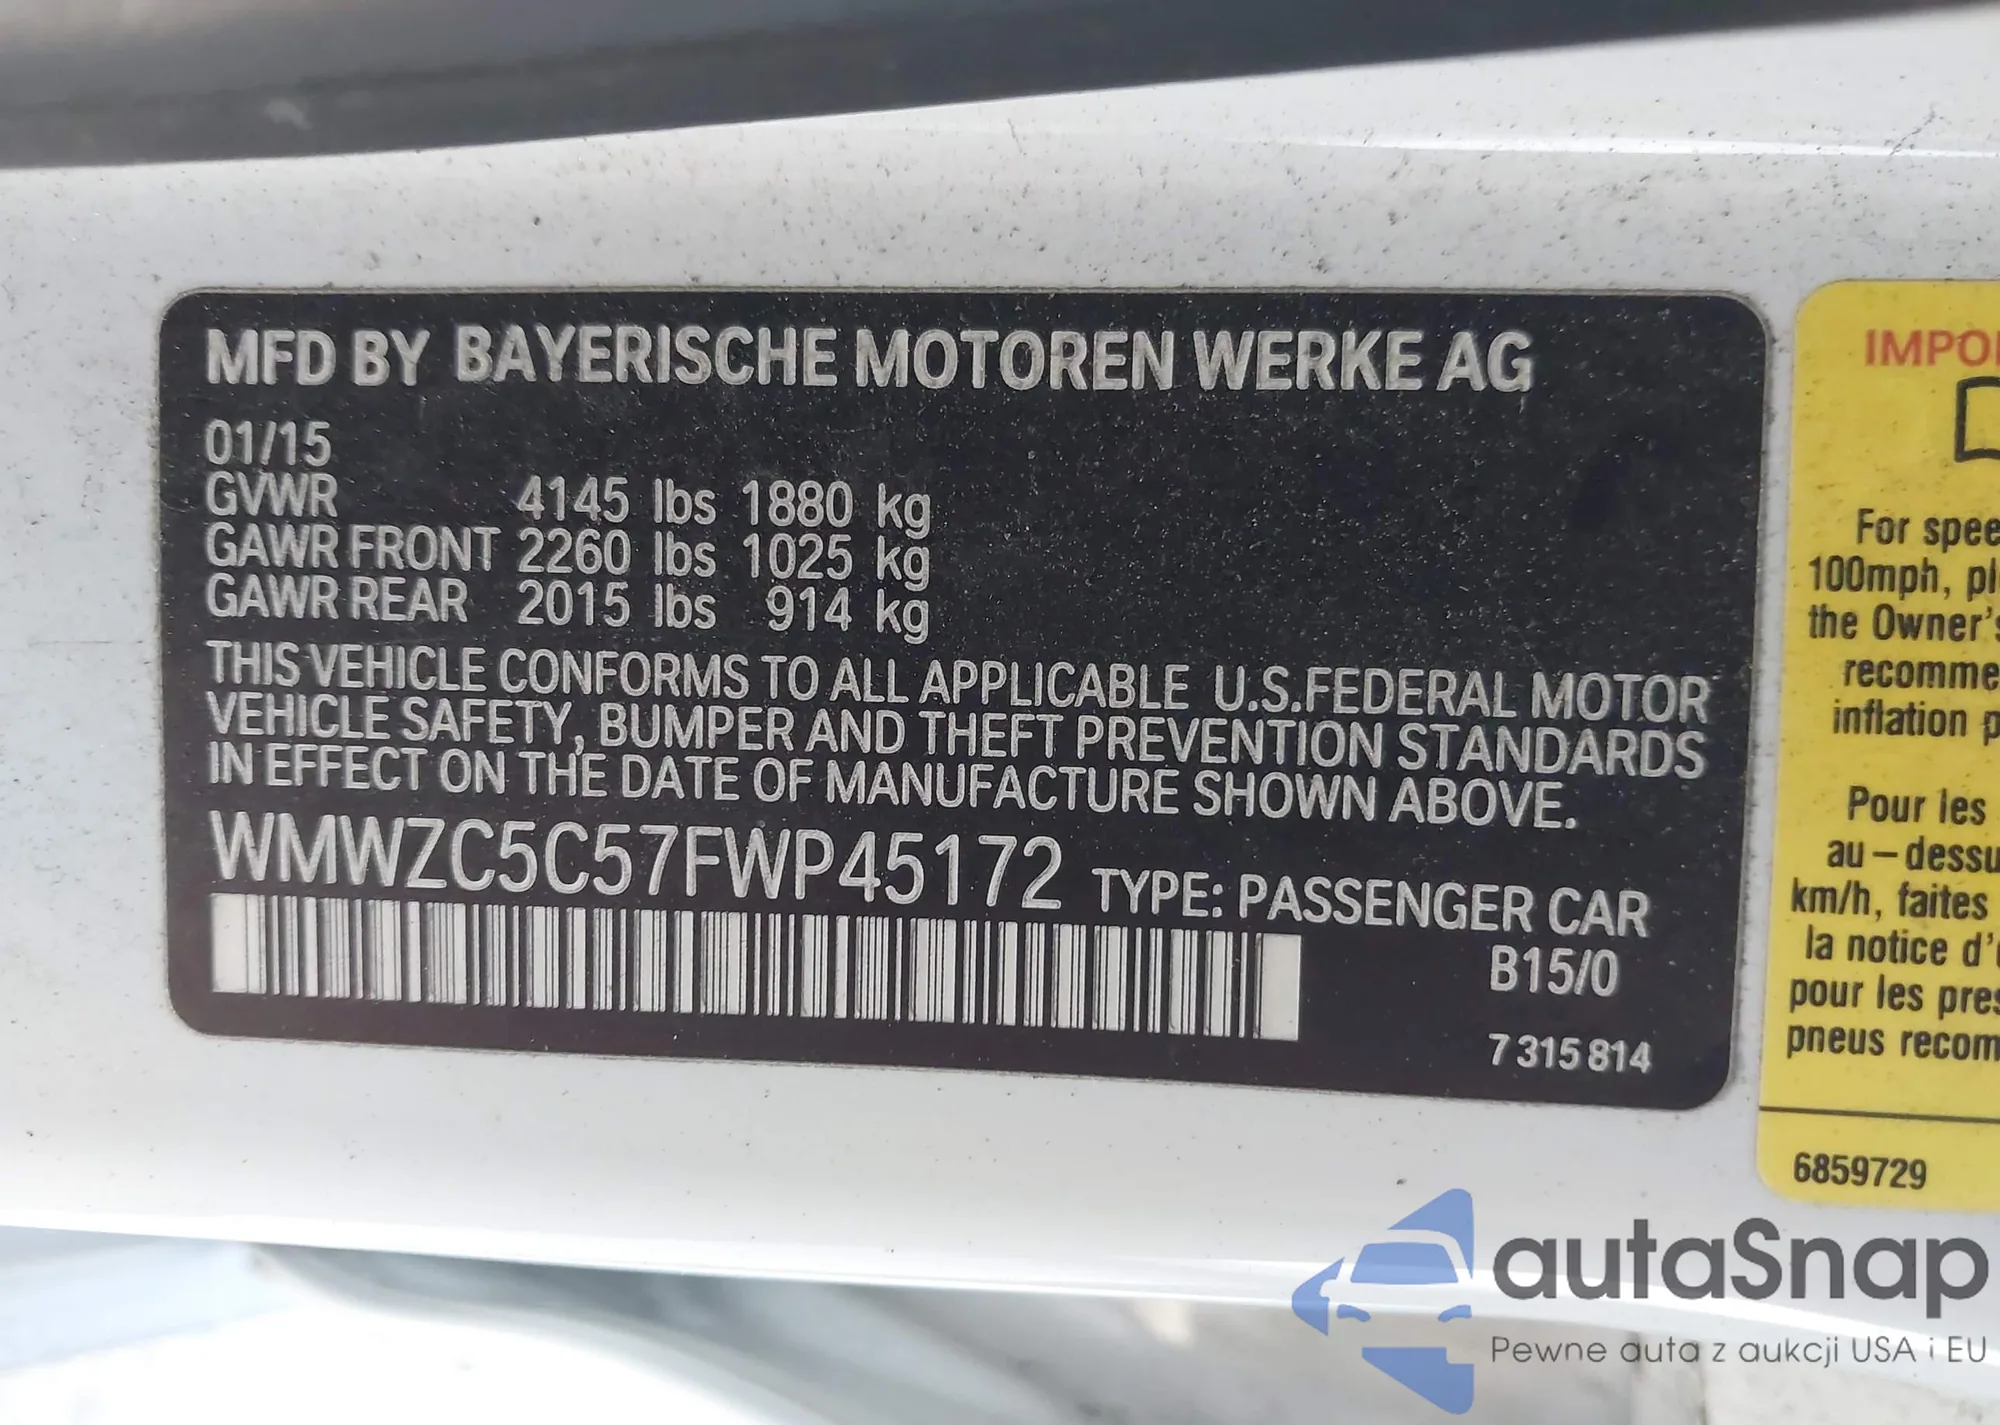 MFD BY BAYERISCHE MOTOREN WERKE AG
01/15
GVWR 4145 lbs 1880 kg
GAWR FRONT 2260 lbs 1025 kg
GAWR REAR 2015 lbs 914 kg
THIS VEHICLE CONFORMS TO ALL APPLICABLE U.S.FEDERAL MOTOR
VEHICLE SAFETY, BUMPER AND THEFT PREVENTION STANDARDS
IN EFFECT ON THE DATE OF MANUFACTURE SHOWN ABOVE.
WMWZC5C57FWP45172 TYPE: PASSENGER CAR
B15/0
7 315 814
IMPO
For spee
100mph, pl
the Owner's
recomme
inflation p
Pour les
au-dessu
km/h, faites
la notice d'
pour les pres
pneus recom
6859729
autaSnap
Pewne auta z aukcji USA i EU